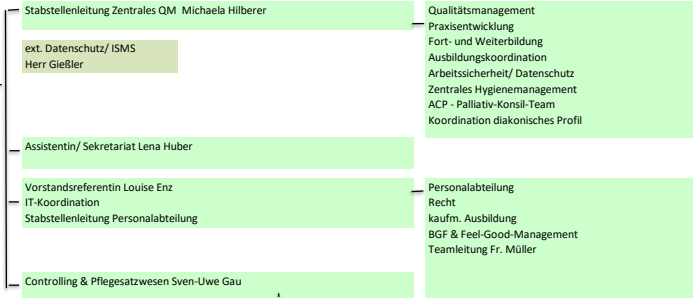 Stabstellenleitung Zentrales QM  Michaela Hilberer
ext. Datenschutz/ ISMS
Herr Gießler
Qualitätsmanagement
Praxisentwicklung
Fort- und Weiterbildung
Ausbildungskoordination
Arbeitssicherheit/ Datenschutz
Zentrales Hygienemanagement
ACP - Palliativ-Konsil-Team
Koordination diakonisches Profil
Assistentin/ Sekretariat Lena Huber
Vorstandsreferentin Louise Enz
IT-Koordination
Stabstellenleitung Personalabteilung
Personalabteilung
Recht
kaufm. Ausbildung
BGF & Feel-Good-Management
Teamleitung Fr. Müller
Controlling & Pflegesatzwesen Sven-Uwe Gau